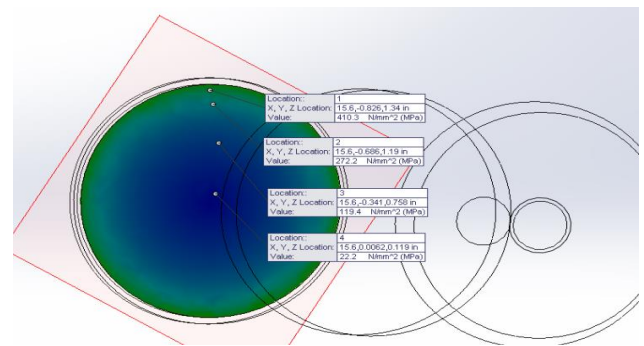 Location: 1
X, Y, Z Location: 15.6,-0.826,1.34 in
Value: 410.3 N/mm^2 (MPa)
Location: 2
X, Y, Z Location: 15.6,-0.686,1.19 in
Value: 272.2 N/mm^2 (MPa)
Location: 3
X, Y, Z Location: 15.6,-0.341,0.758 in
Value: 119.4 N/mm^2 (MPa)
Location: 4
X, Y, Z Location: 15.6,0.0062,0.119 in
Value: 22.2 N/mm^2 (MPa)